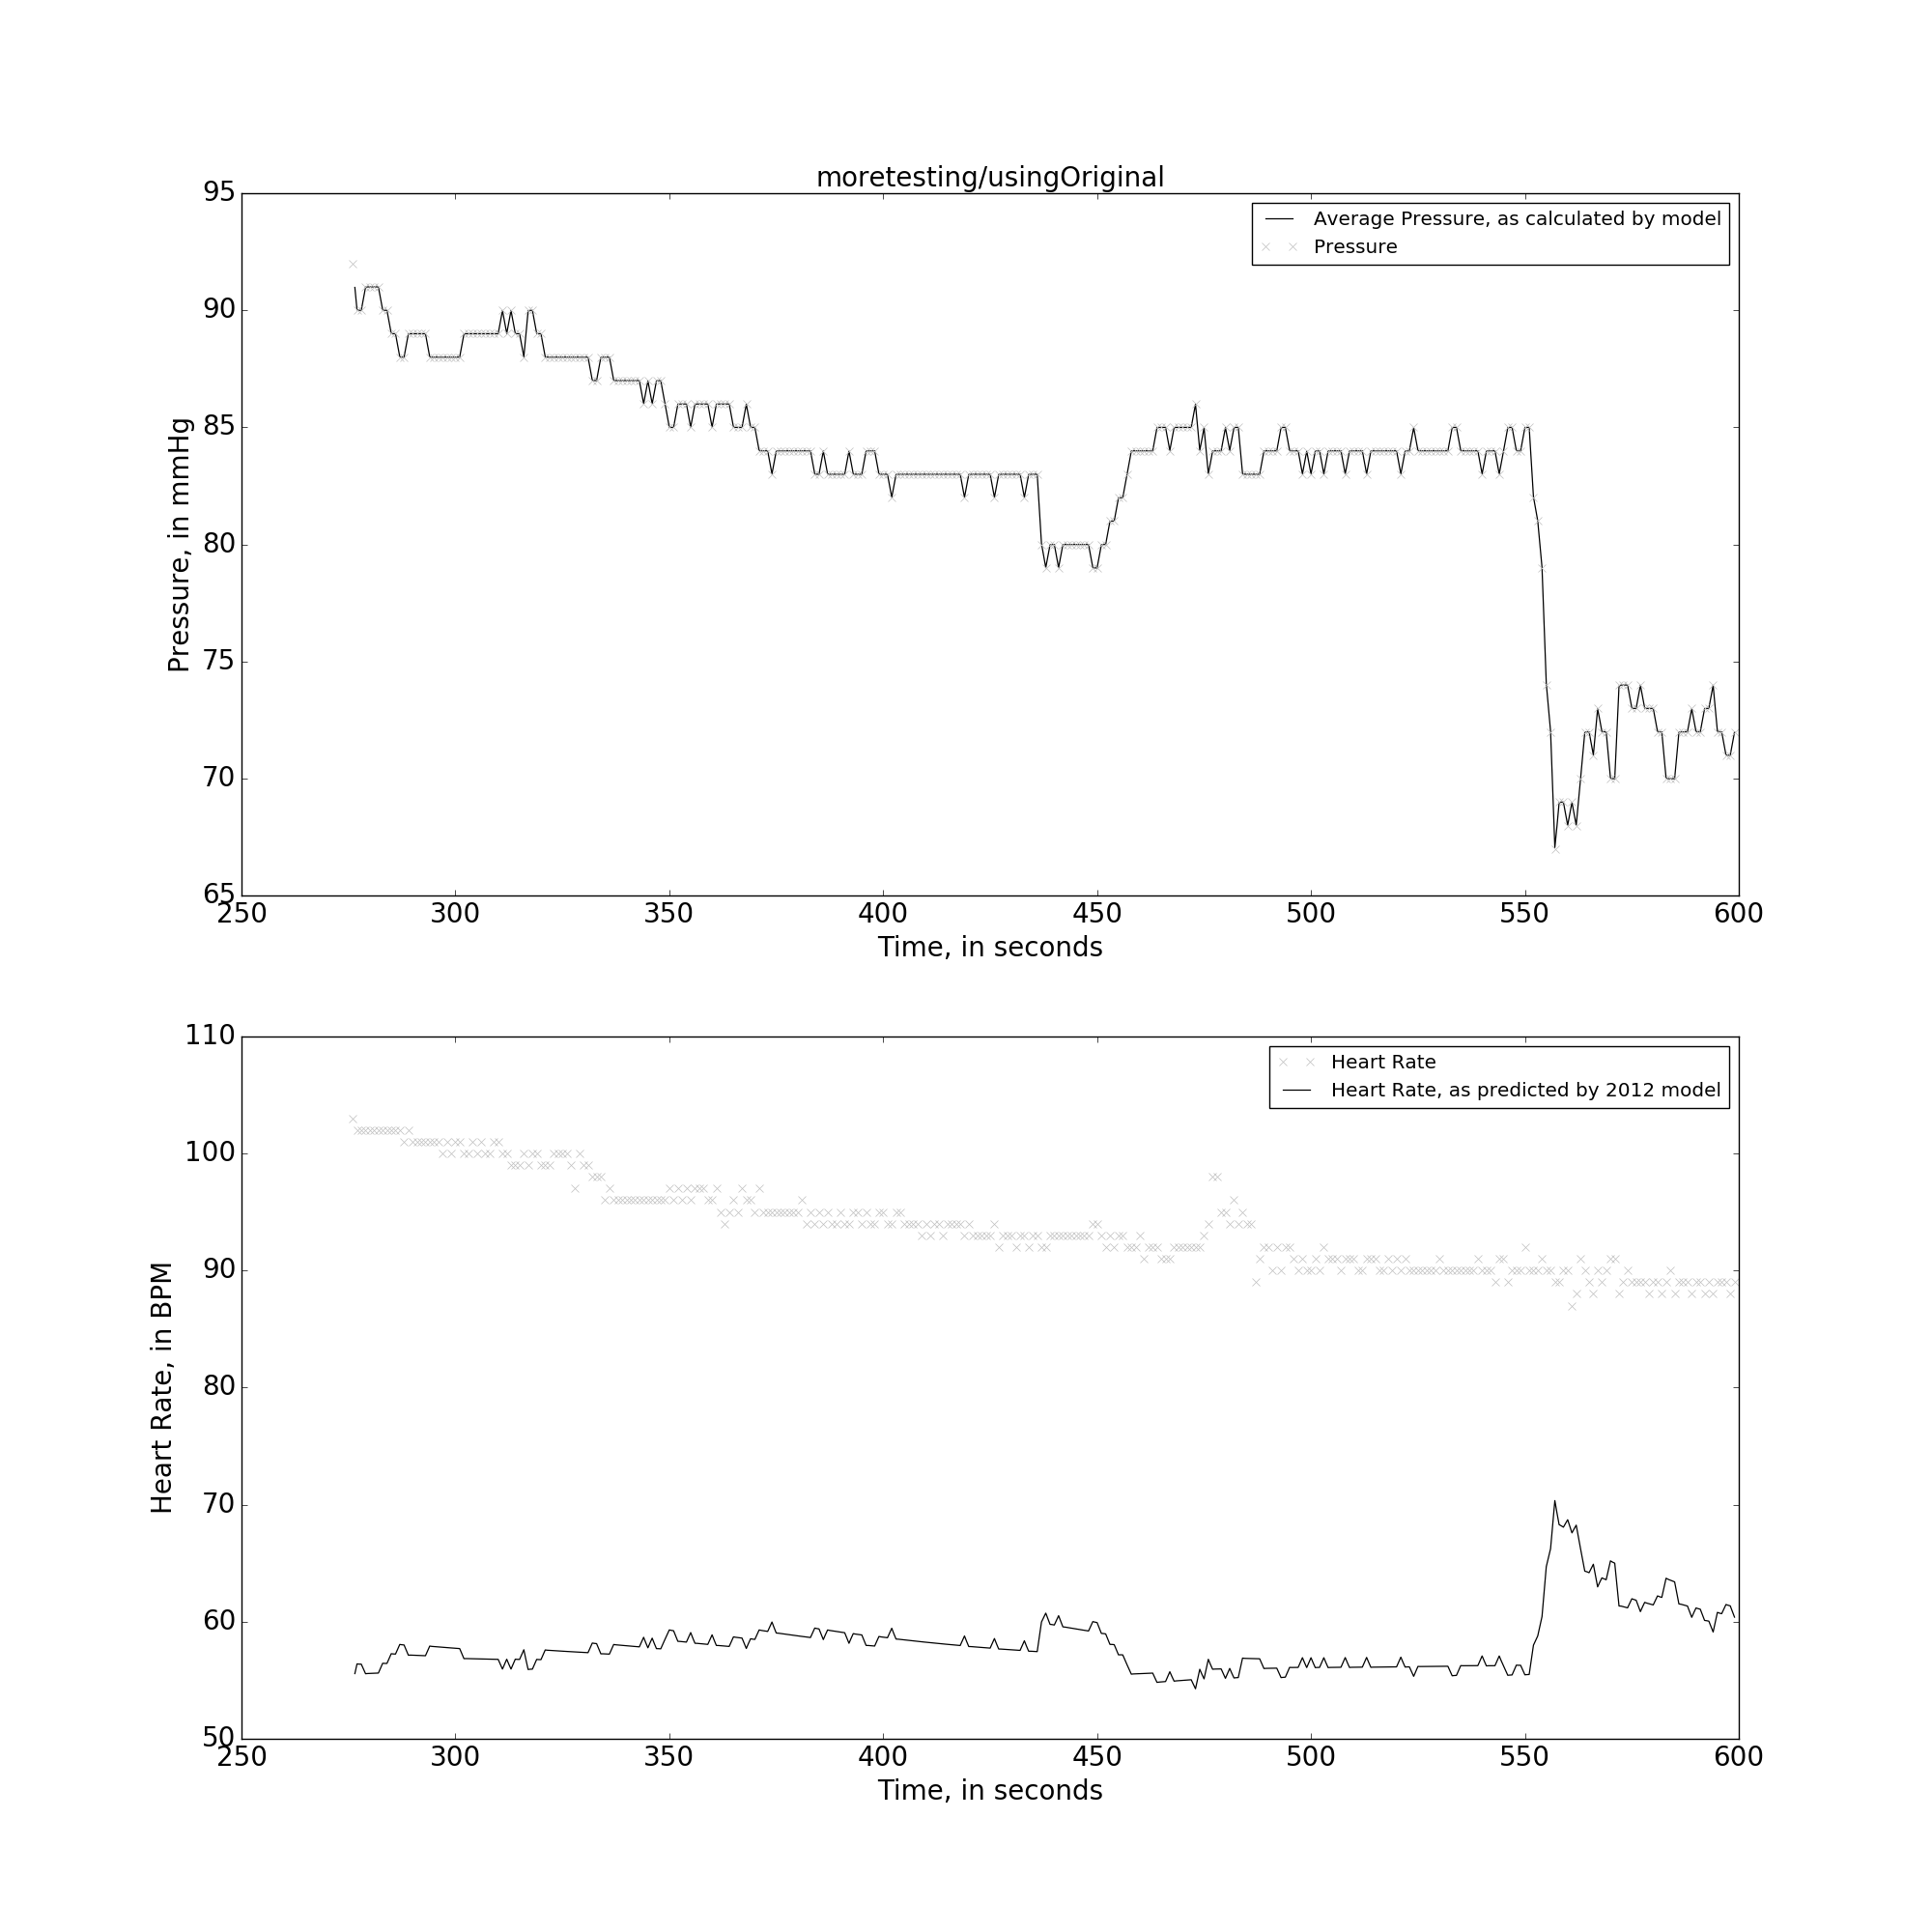 moretesting/usingOriginal
95
90
85
80
75
70
65
Pressure, in mmHg
Average Pressure, as calculated by model
Pressure
250 300 350 400 450 500 550 600
Time, in seconds
110
100
90
80
70
60
50
Heart Rate, in BPM
Heart Rate
Heart Rate, as predicted by 2012 model
250 300 350 400 450 500 550 600
Time, in seconds